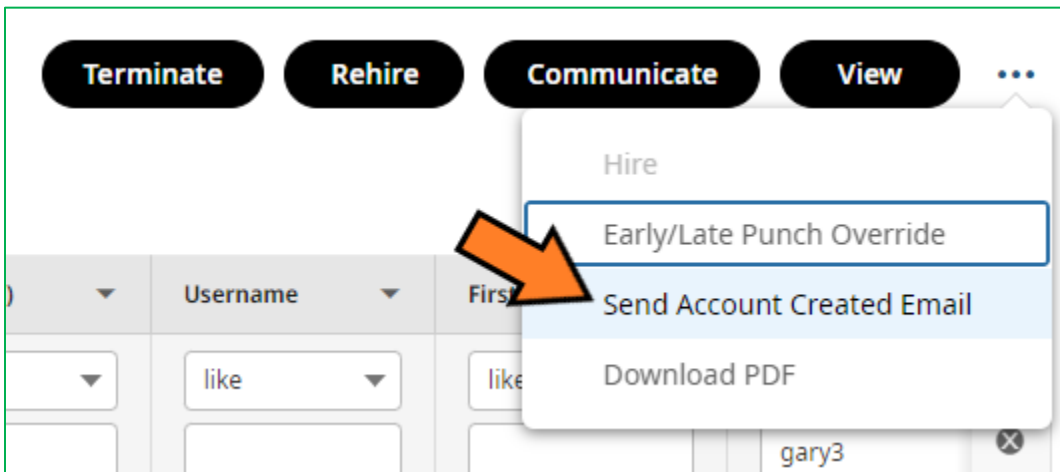 Terminate Rehire Communicate View •••
Hire
Early/Late Punch Override
) Username First
Send Account Created Email
like like
Download PDF
gary3